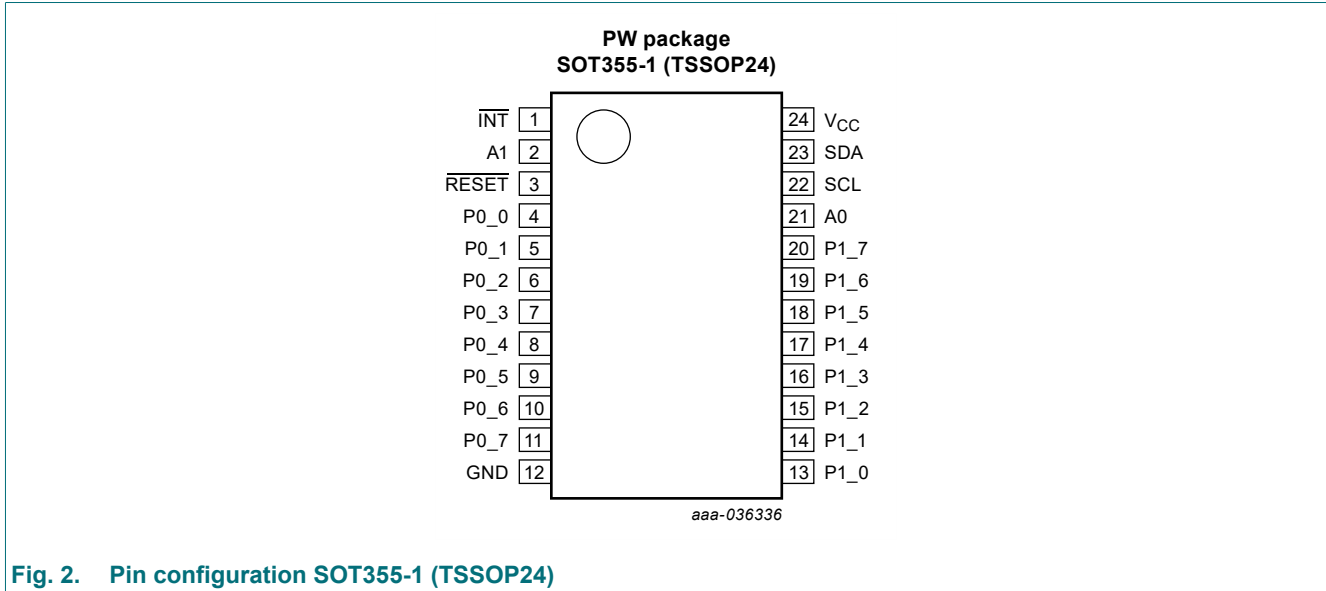 PW package
SOT355-1 (TSSOP24)
INT 1 24 VCC
A1 2 23 SDA
RESET 3 22 SCL
P0_0 4 21 A0
P0_1 5 20 P1_7
P0_2 6 19 P1_6
P0_3 7 18 P1_5
P0_4 8 17 P1_4
P0_5 9 16 P1_3
P0_6 10 15 P1_2
P0_7 11 14 P1_1
GND 12 13 P1_0
aaa-036336
Fig. 2. Pin configuration SOT355-1 (TSSOP24)